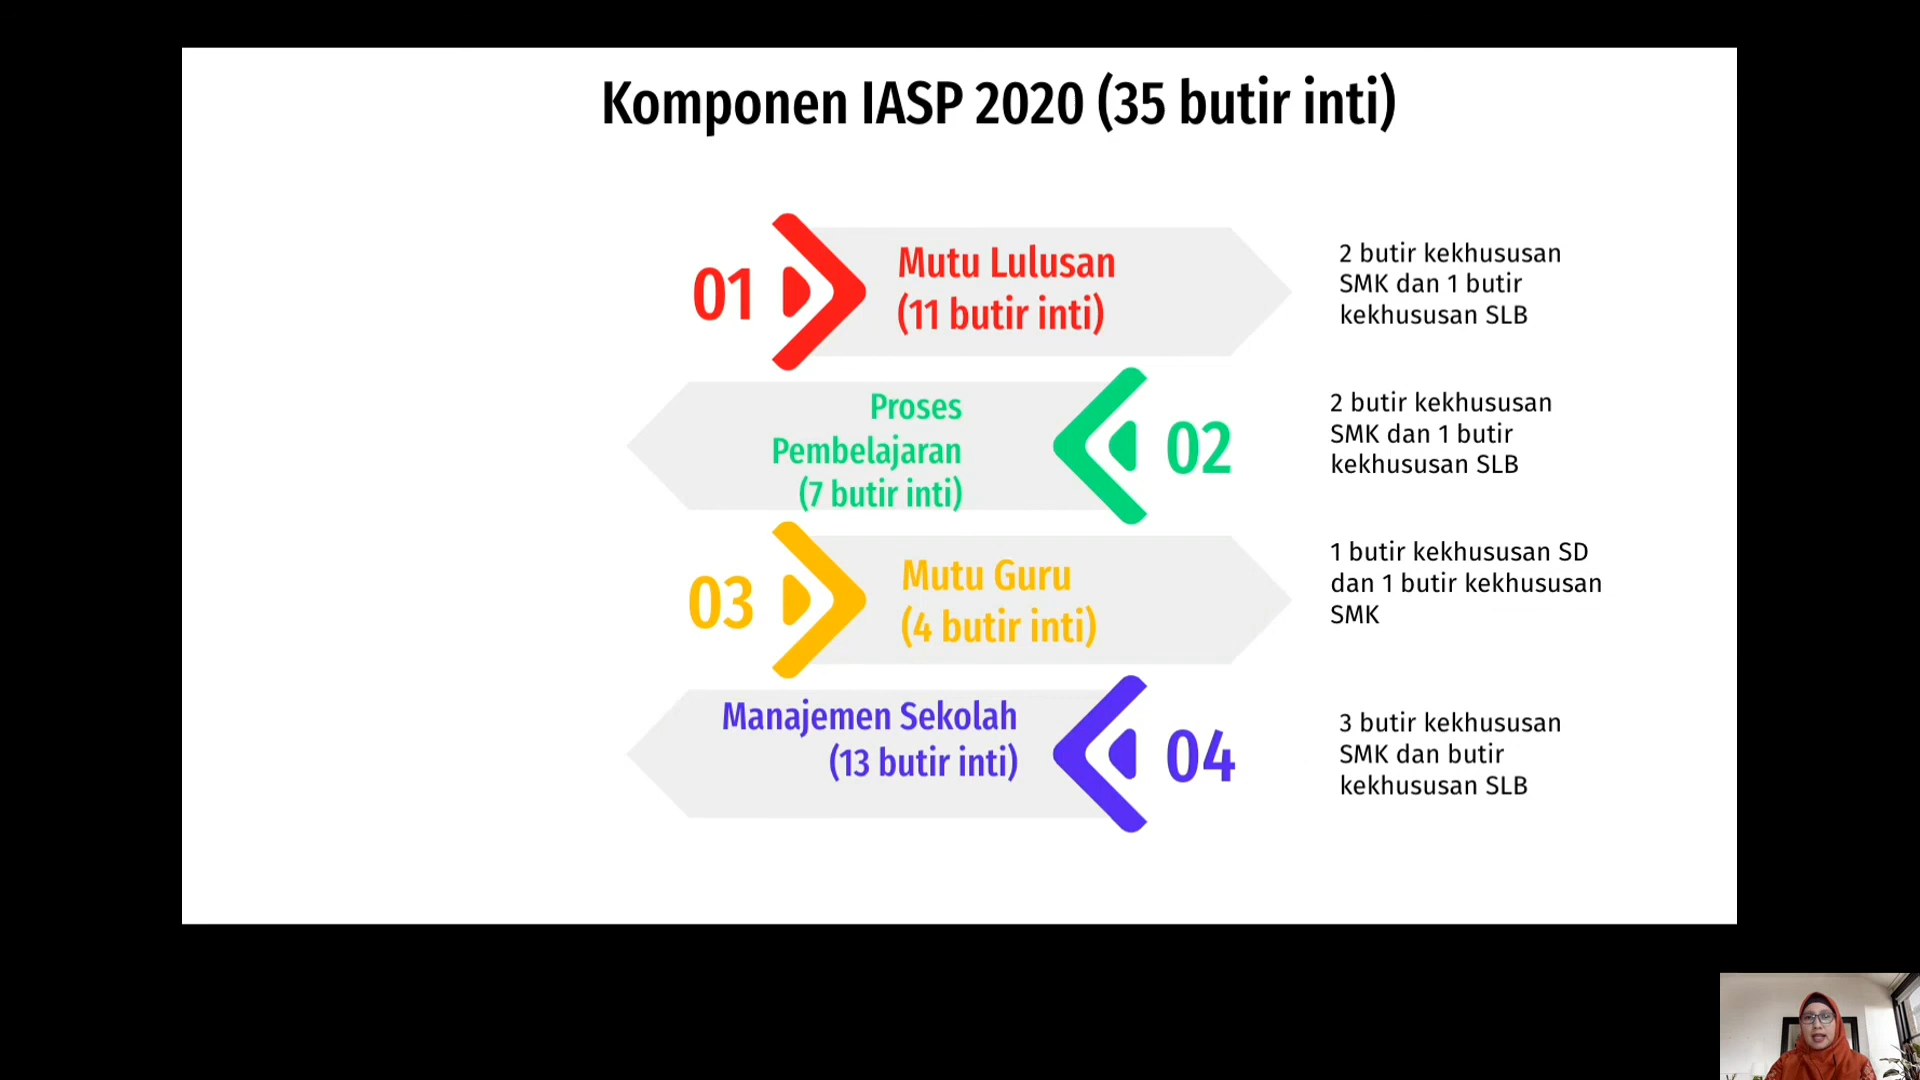 Komponen IASP 2020 (35 butir inti)
01
Mutu Lulusan
(11 butir inti)
2 butir kekhususan
SMK dan 1 butir
kekhususan SLB
Proses
Pembelajaran
(7 butir inti)
02
2 butir kekhususan
SMK dan 1 butir
kekhususan SLB
03
Mutu Guru
(4 butir inti)
1 butir kekhususan SD
dan 1 butir kekhususan
SMK
Manajemen Sekolah
(13 butir inti)
04
3 butir kekhususan
SMK dan butir
kekhususan SLB